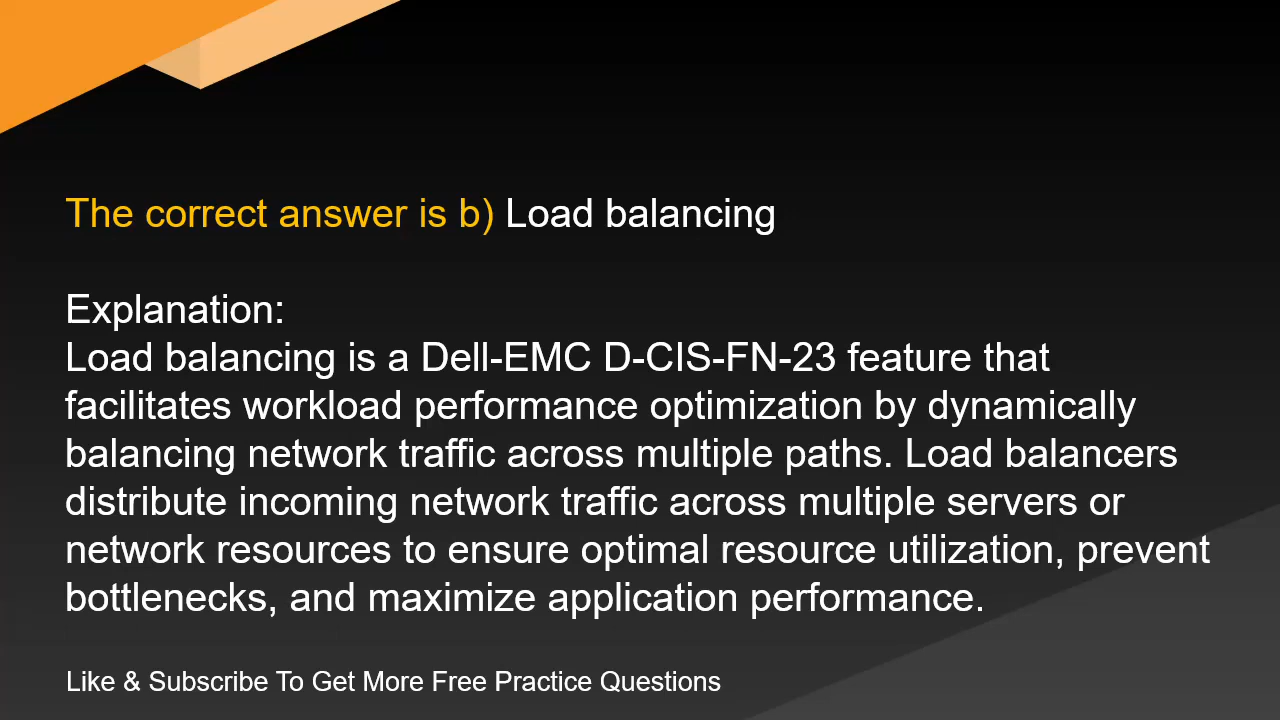 The correct answer is b) Load balancing
Explanation:
Load balancing is a Dell-EMC D-CIS-FN-23 feature that
facilitates workload performance optimization by dynamically
balancing network traffic across multiple paths. Load balancers
distribute incoming network traffic across multiple servers or
network resources to ensure optimal resource utilization, prevent
bottlenecks, and maximize application performance.
Like & Subscribe To Get More Free Practice Questions